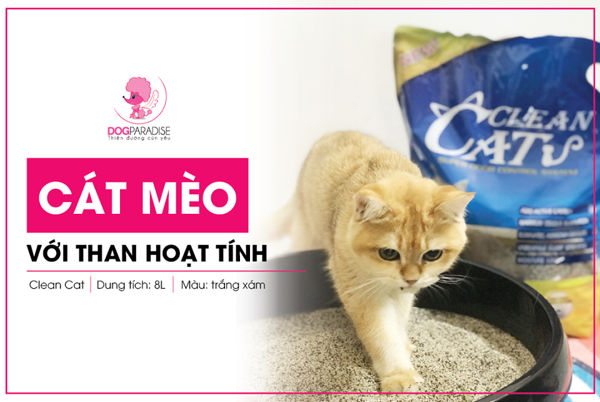 DOGPARADISE
Thiên đường cún yêu
CÁT MÈO
VỚI THAN HOẠT TÍNH
Clean Cat | Dung tích: 8L | Màu: trắng xám
CLEAN
CATS